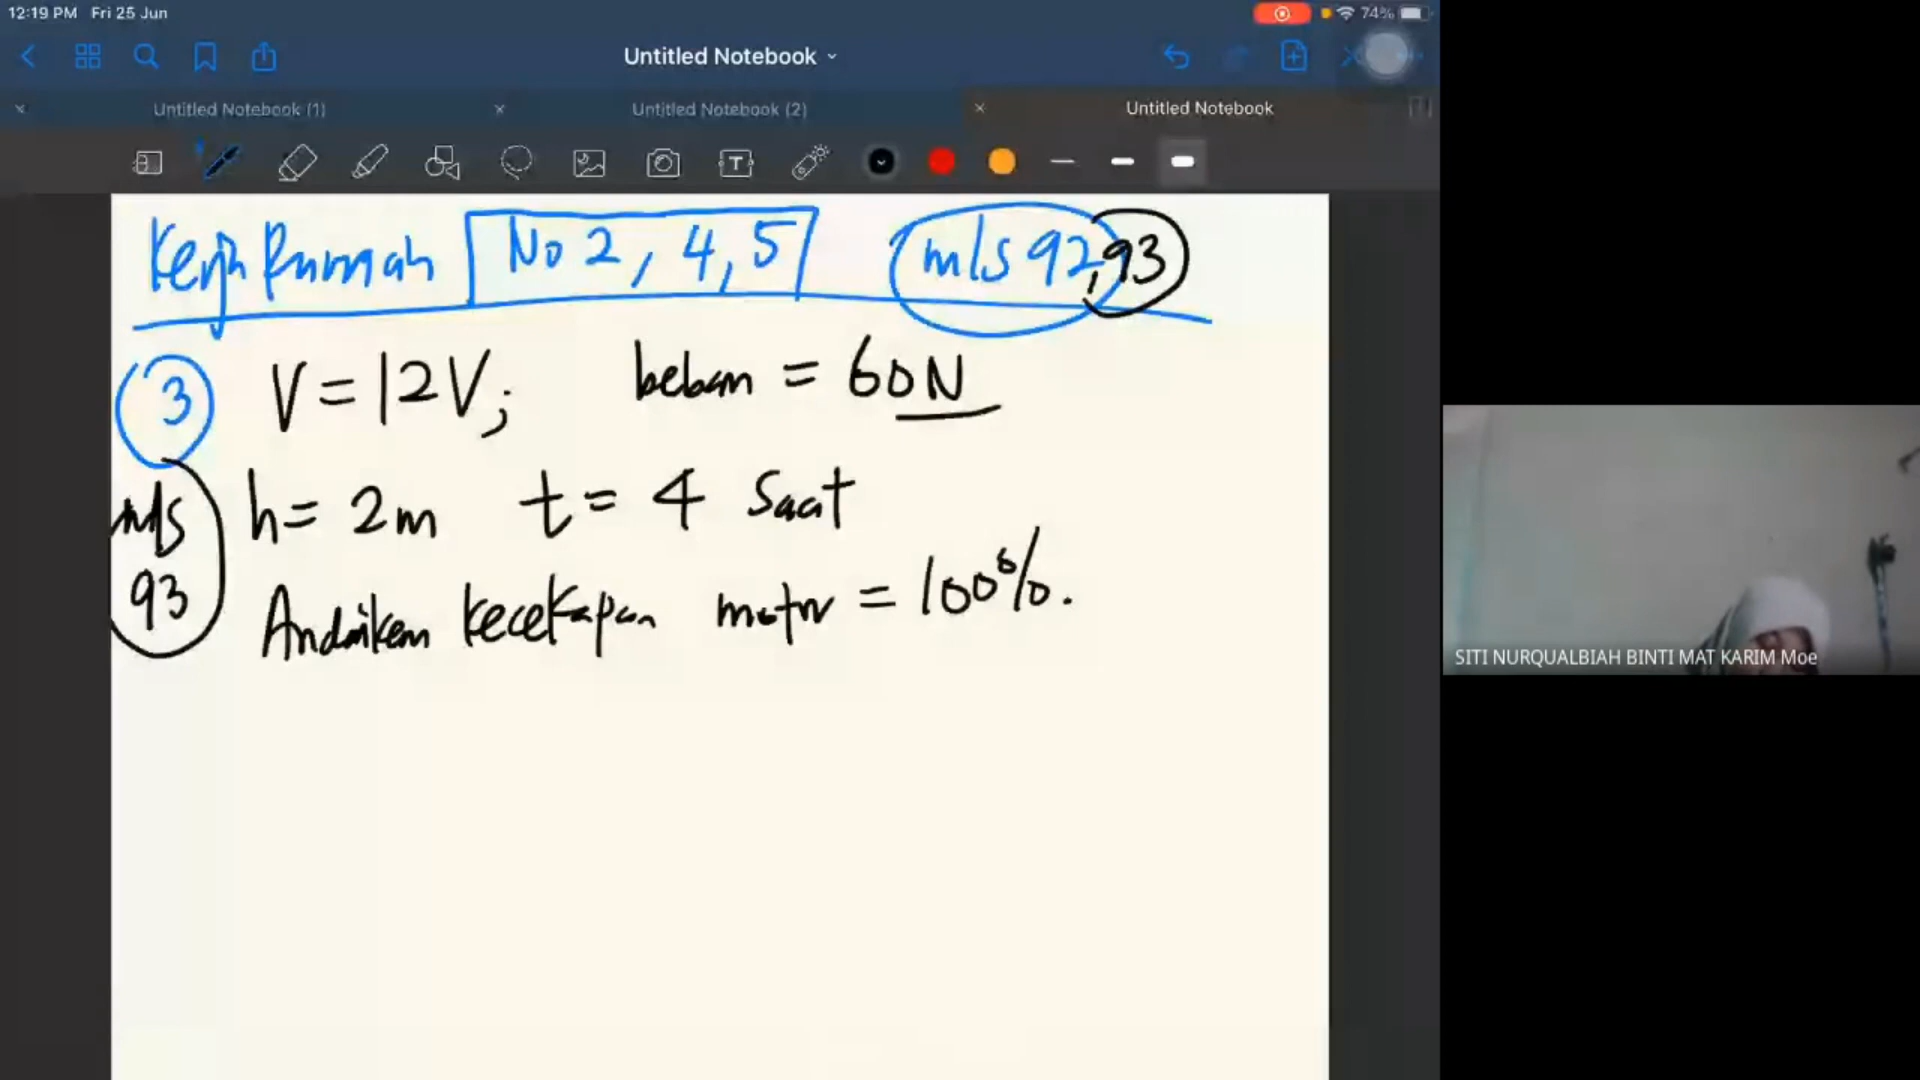 12:19 PM Fri 25 Jun
74%
Untitled Notebook
Untitled Notebook (1)
Untitled Notebook (2)
Untitled Notebook
Kerja Rumah No 2, 4, 5 m/s 92, 93
3 V = 12V; beban = 60N
m/s 93 h = 2m t = 4 Saat
Andaikan kecekapan motor = 100%.
SITI NURQUALBIAH BINTI MAT KARIM Moe